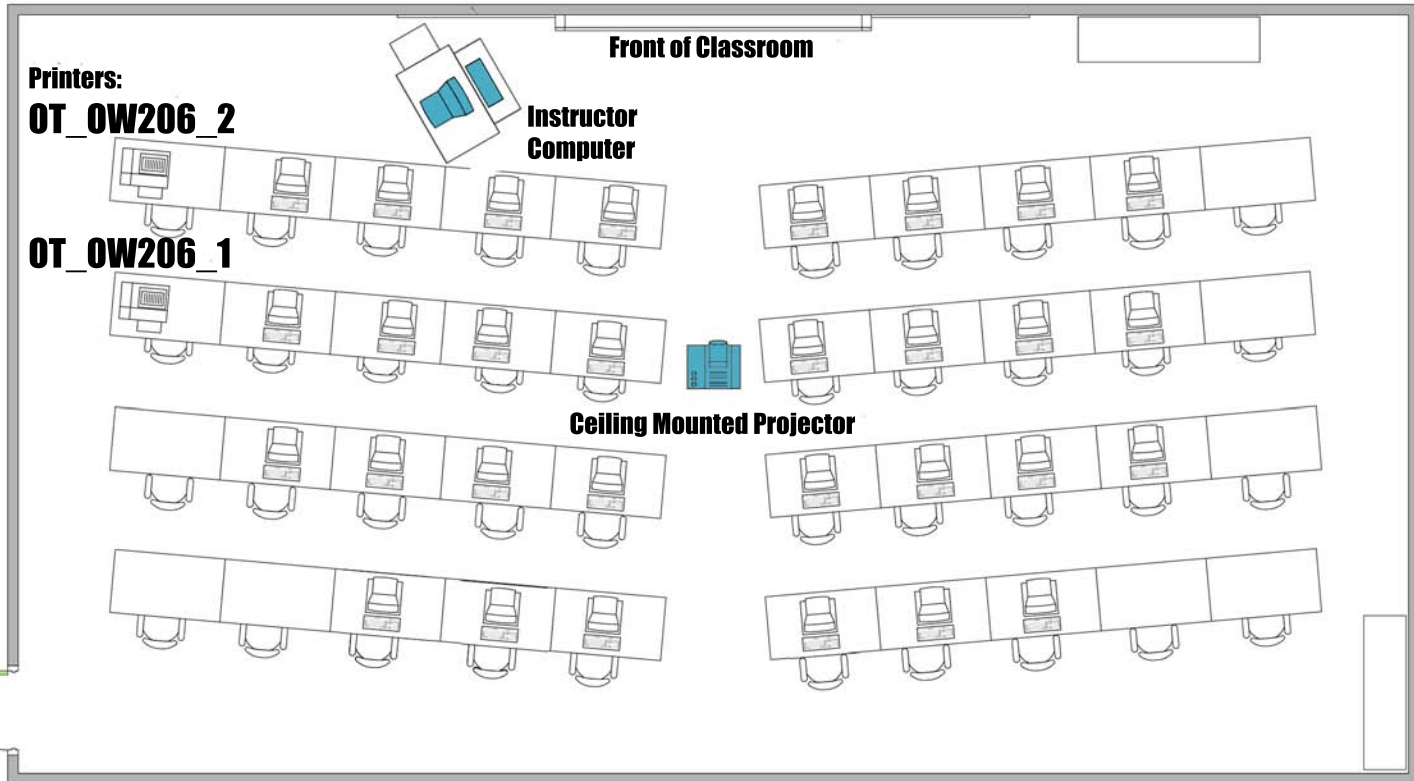 Front of Classroom
Printers:
OT_OW206_2
Instructor
Computer
OT_OW206_1
Ceiling Mounted Projector